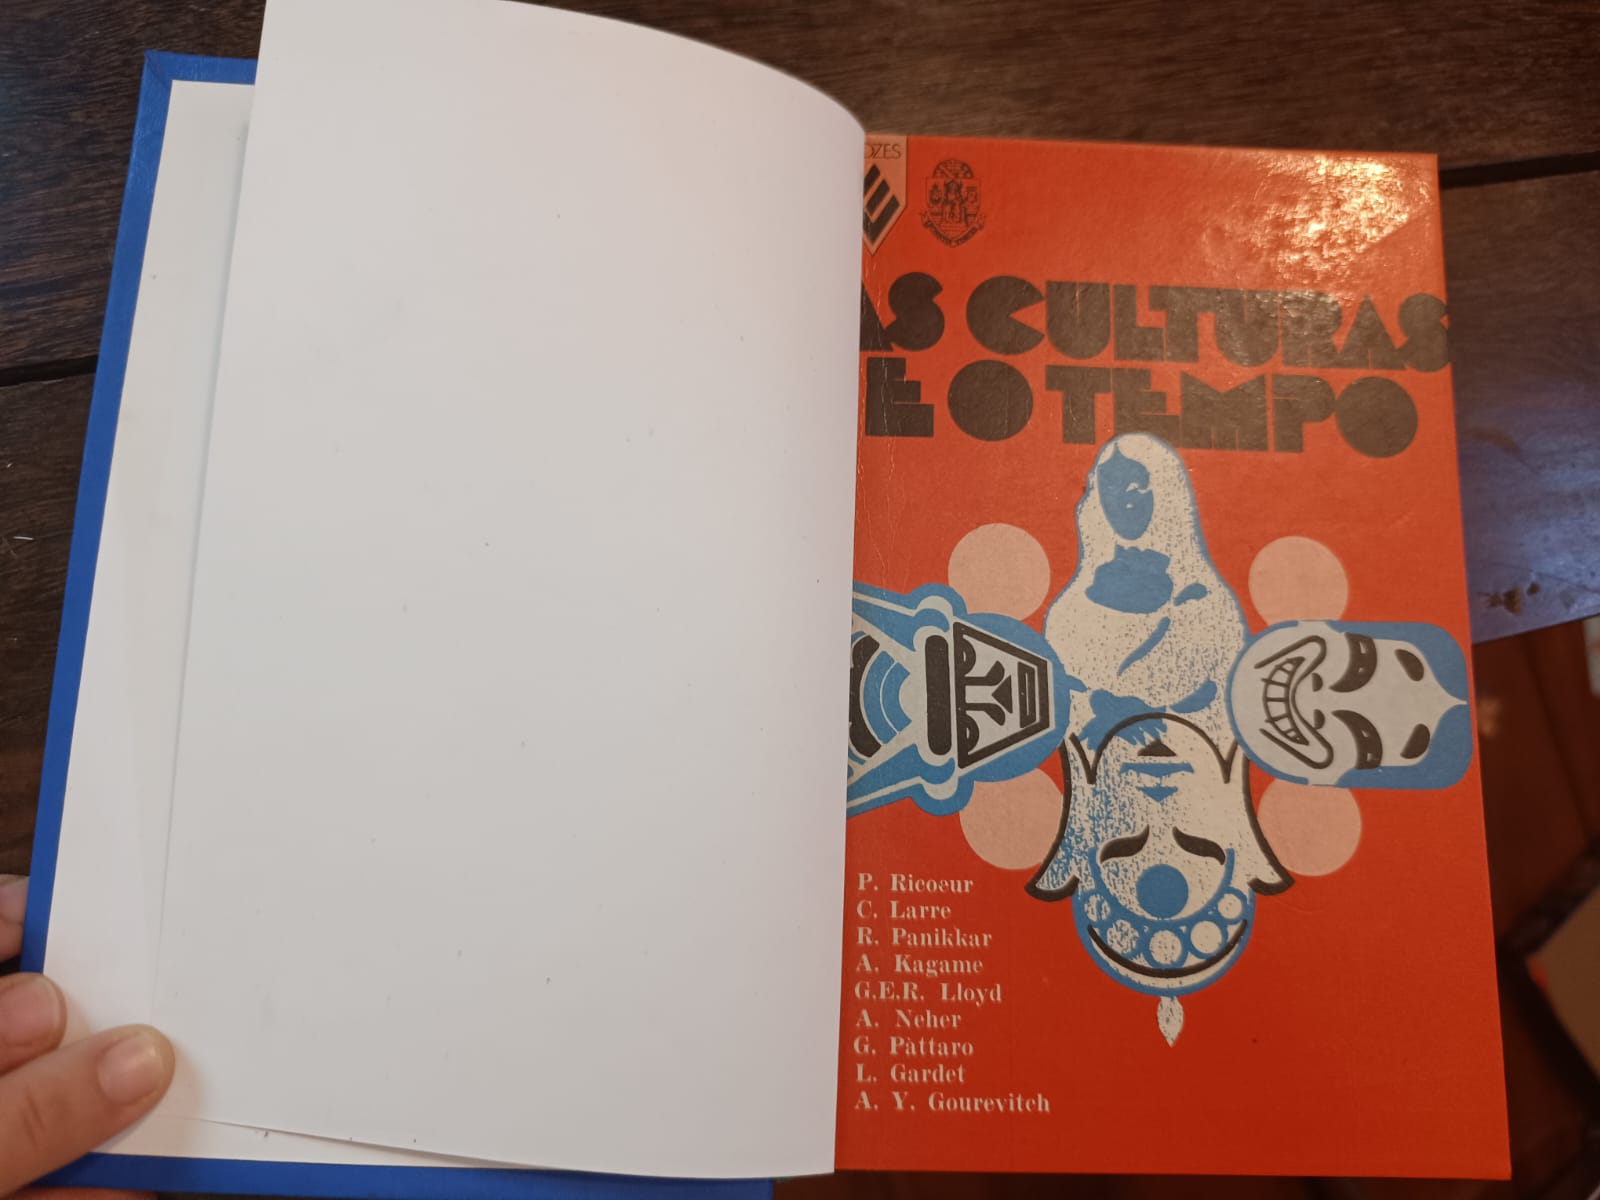 OZES
AS CULTURAS
E O TEMPO
P. Ricoeur
C. Larre
R. Panikkar
A. Kagame
G.E.R. Lloyd
A. Neher
G. Pàttaro
L. Gardet
A. Y. Gourevitch